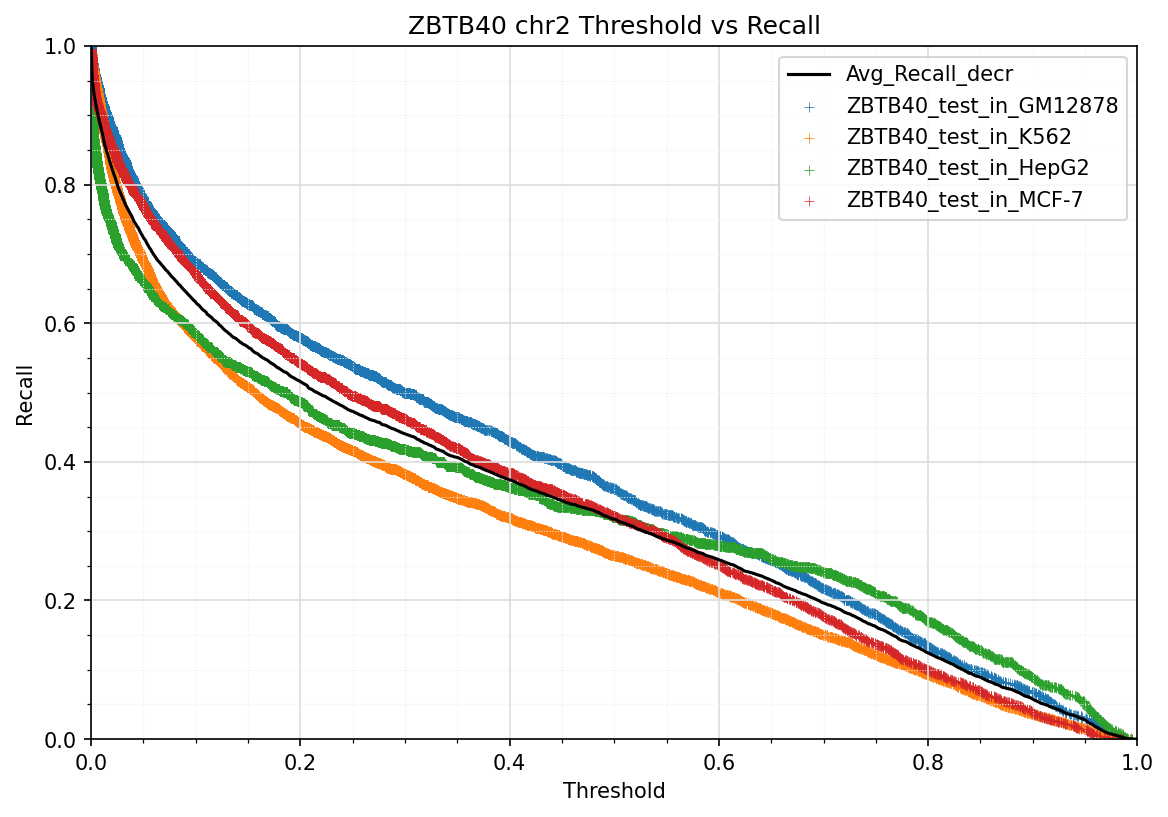 ZBTB40 chr2 Threshold vs Recall
Avg_Recall_decr
ZBTB40_test_in_GM12878
ZBTB40_test_in_K562
ZBTB40_test_in_HepG2
ZBTB40_test_in_MCF-7
1.0
0.8
0.6
0.4
0.2
0.0
Recall
0.0 0.2 0.4 0.6 0.8 1.0
Threshold